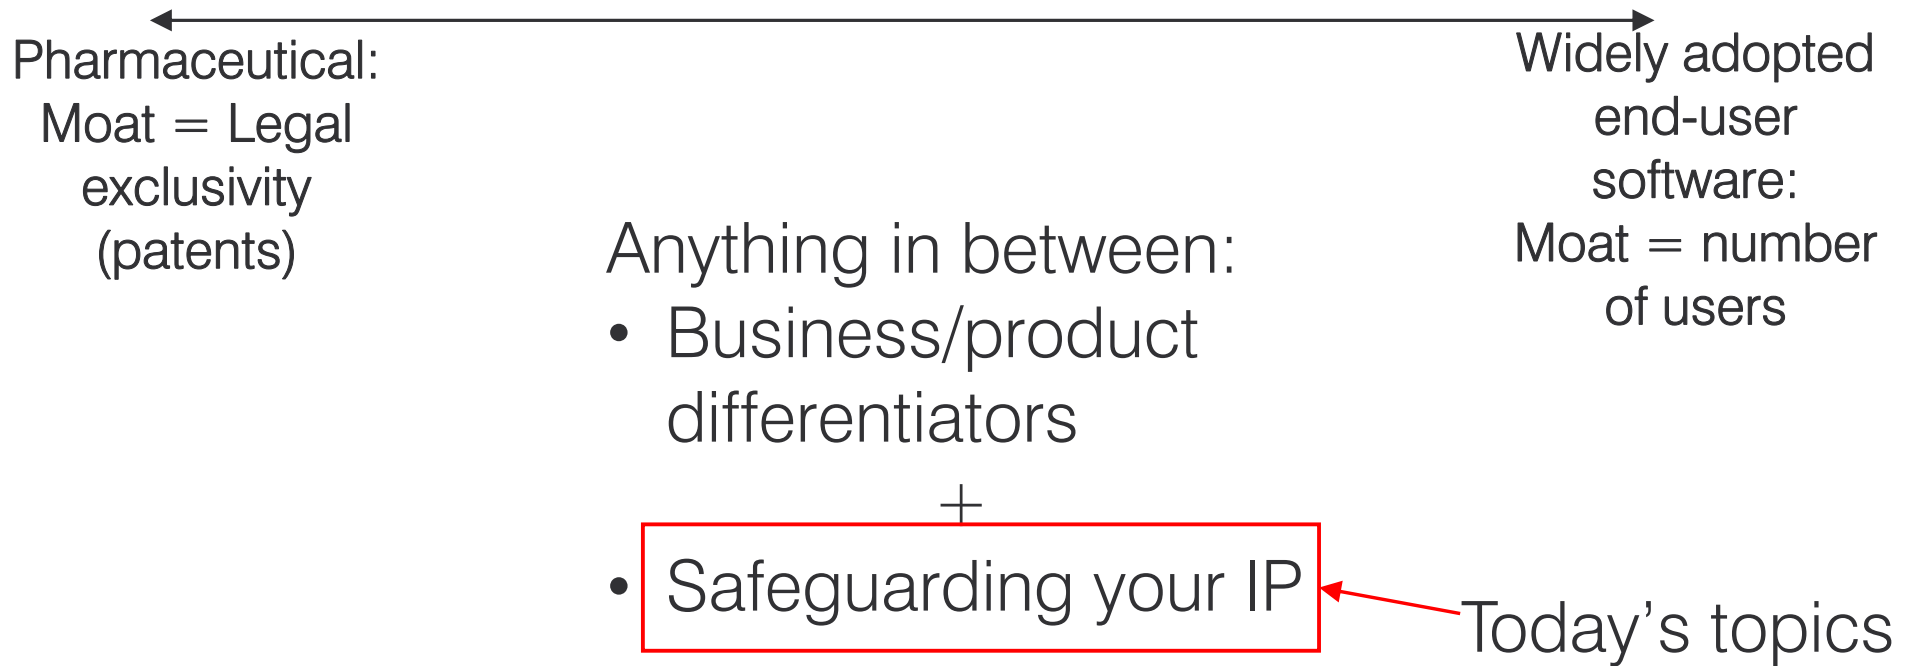 Pharmaceutical:
Moat = Legal
exclusivity
(patents)
Widely adopted
end-user
software:
Moat = number
of users
Anything in between:
• Business/product
differentiators
+
• Safeguarding your IP
Today’s topics